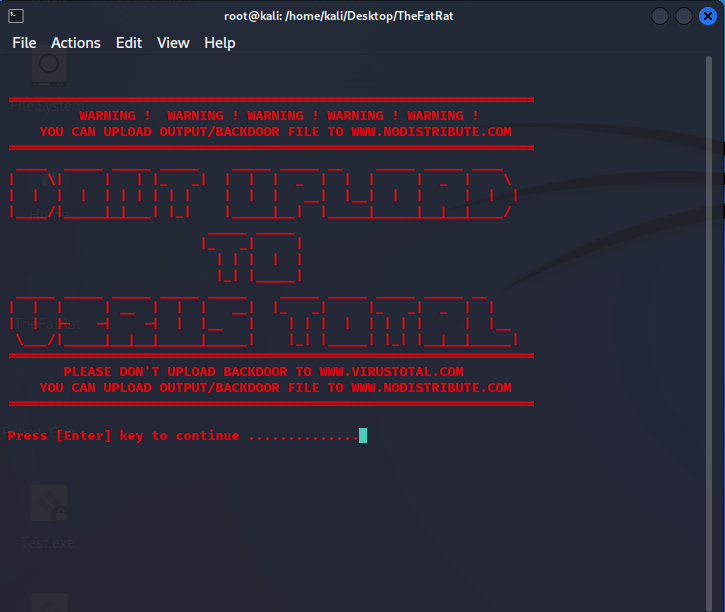 root@kali: /home/kali/Desktop/TheFatRat
File Actions Edit View Help
WARNING ! WARNING ! WARNING ! WARNING ! WARNING !
YOU CAN UPLOAD OUTPUT/BACKDOOR FILE TO WWW.NODISTRIBUTE.COM
DONT UPLOAD
TO
VIRUS TOTAL
PLEASE DON'T UPLOAD BACKDOOR TO WWW.VIRUSTOTAL.COM
YOU CAN UPLOAD OUTPUT/BACKDOOR FILE TO WWW.NODISTRIBUTE.COM
Press [Enter] key to continue ..............
Test.exe